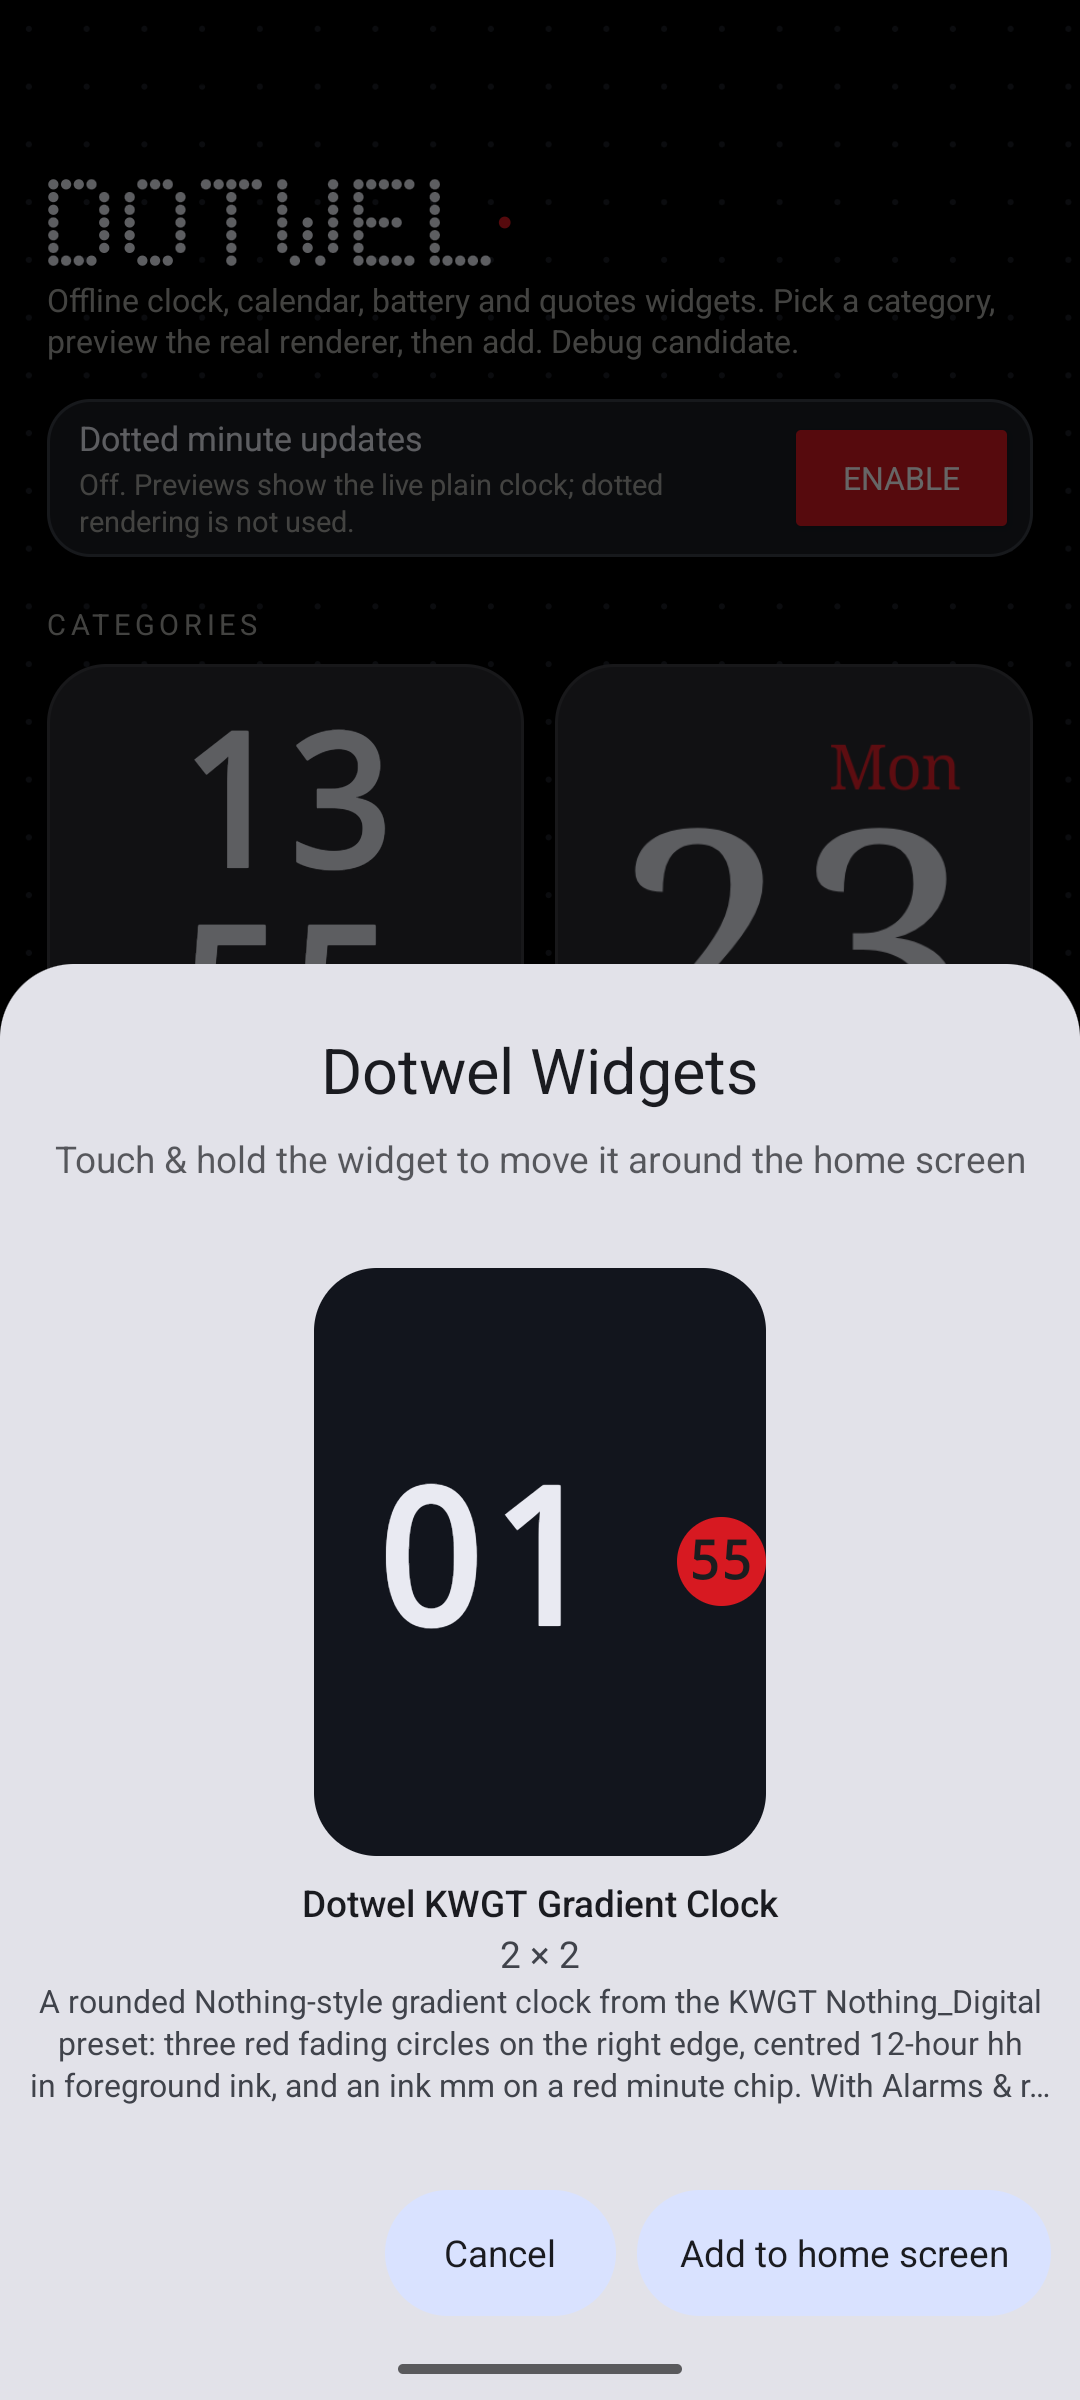 DOTWEL.
Offline clock, calendar, battery and quotes widgets. Pick a category,
preview the real renderer, then add. Debug candidate.
Dotted minute updates
Off. Previews show the live plain clock; dotted
rendering is not used.
ENABLE
CATEGORIES
13
55
Mon
23
Dotwel Widgets
Touch & hold the widget to move it around the home screen
01
55
Dotwel KWGT Gradient Clock
2 × 2
A rounded Nothing-style gradient clock from the KWGT Nothing_Digital
preset: three red fading circles on the right edge, centred 12-hour hh
in foreground ink, and an ink mm on a red minute chip. With Alarms & r…
Cancel
Add to home screen